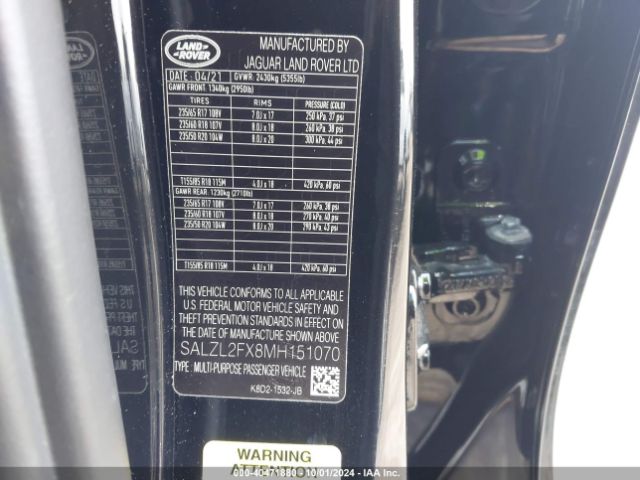 LAND ROVER
MANUFACTURED BY
JAGUAR LAND ROVER LTD
DATE: 04/21 GVWR: 2430kg (5355lb)
GAWR FRONT: 1340kg (2950lb)
TIRES RIMS PRESSURE (COLD)
235/65 R17 108V 7.0J x 17 250 kPa, 37 psi
235/60 R18 107V 8.0J x 18 260 kPa, 38 psi
235/50 R20 104W 8.0J x 20 300 kPa, 44 psi
T155/85 R18 115M 4.0J x 18 420 kPa, 60 psi
GAWR REAR: 1230kg (2710lb)
235/65 R17 108V 7.0J x 17 260 kPa, 38 psi
235/60 R18 107V 8.0J x 18 270 kPa, 40 psi
235/50 R20 104W 8.0J x 20 290 kPa, 43 psi
T155/85 R18 115M 4.0J x 18 420 kPa, 60 psi
THIS VEHICLE CONFORMS TO ALL APPLICABLE
U.S. FEDERAL MOTOR VEHICLE SAFETY AND
THEFT PREVENTION STANDARDS IN EFFECT ON
THE DATE OF MANUFACTURE SHOWN ABOVE.
SALZL2FX8MH151070
TYPE: MULTI-PURPOSE PASSENGER VEHICLE
K8D2-1532-JB
WARNING
ATTENTION
00-40471880 - 10/01/2024 - IAA Inc.